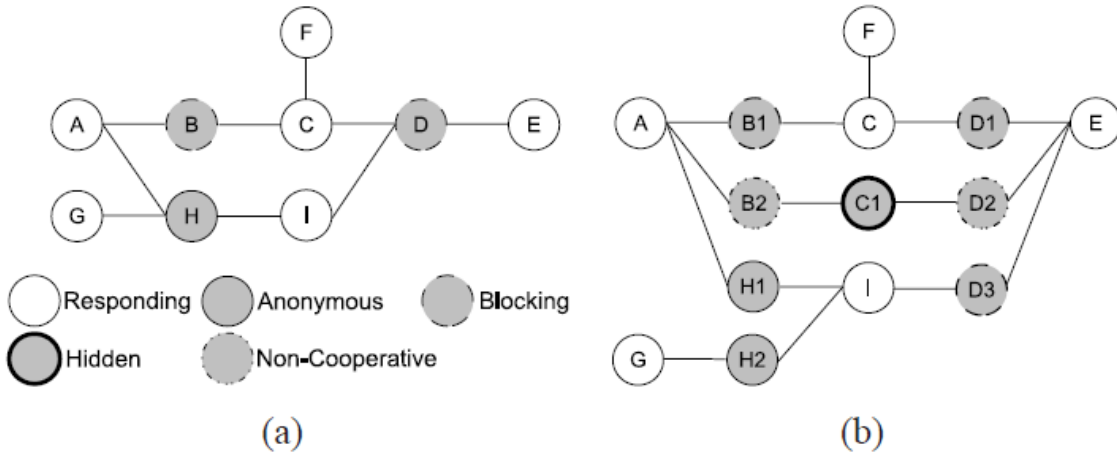 F F
A B C D E A B1 C D1 E
B2 C1 D2
G H I
H1 I D3
Responding Anonymous Blocking
G H2
Hidden Non-Cooperative
(a) (b)